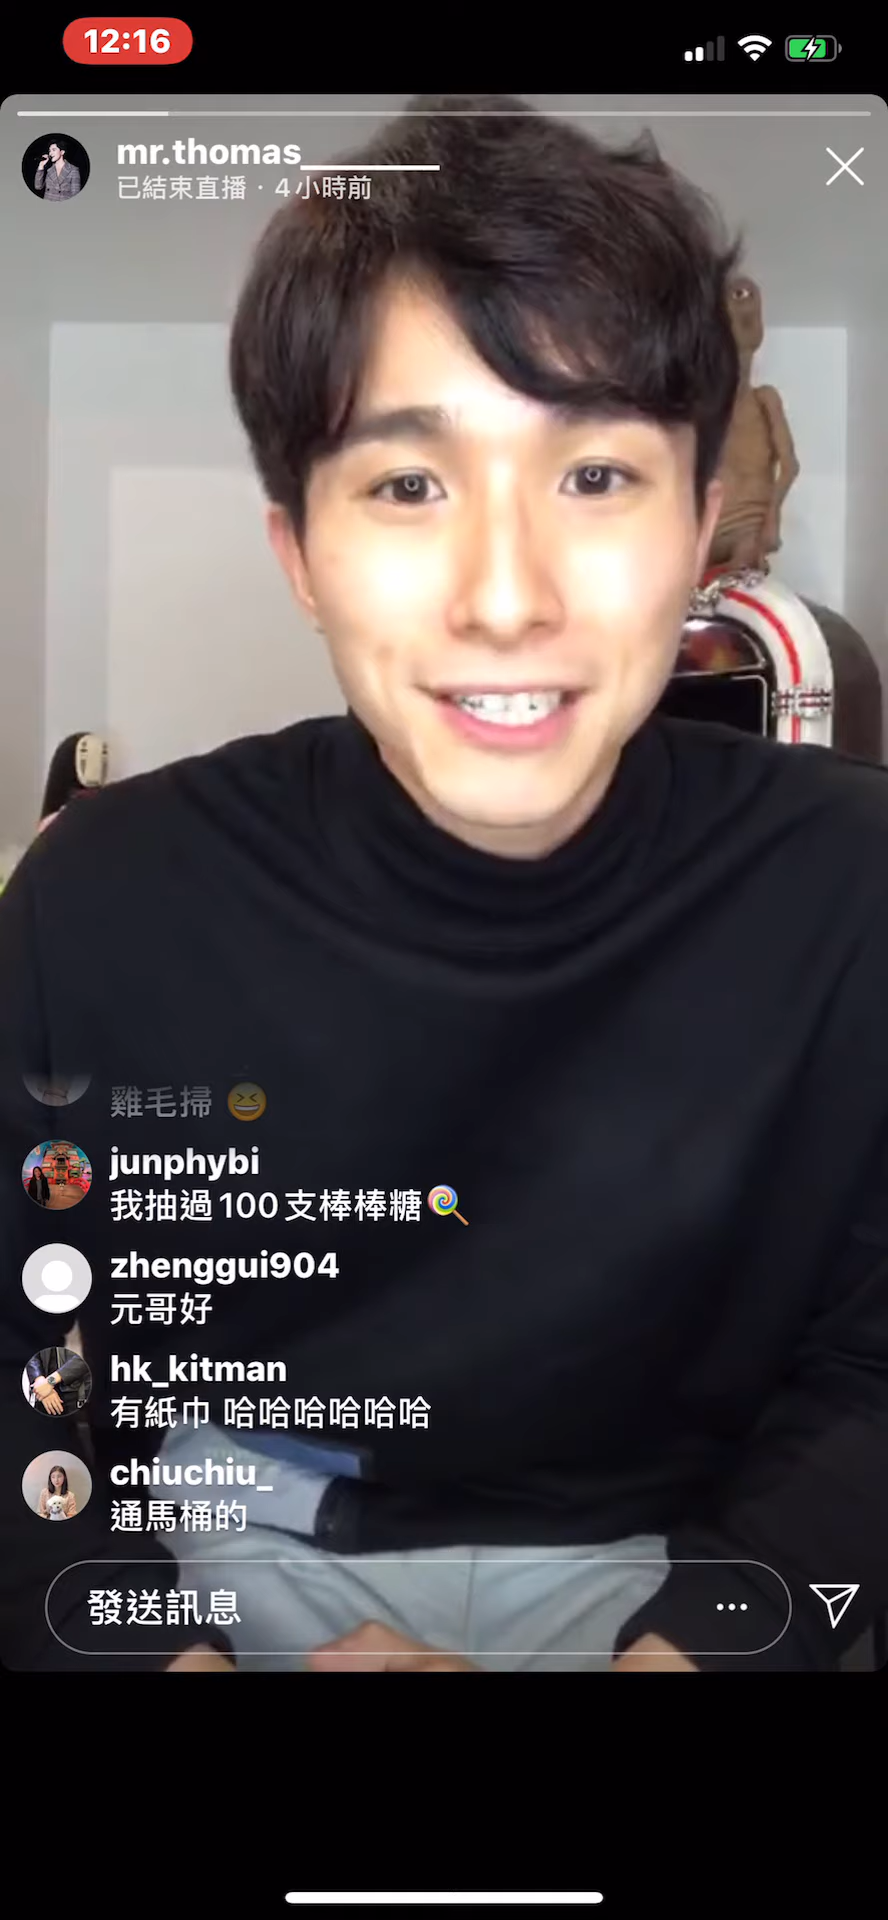 12:16
mr.thomas________
已結束直播 · 4小時前
雞毛掃 😆
junphybi
我抽過100支棒棒糖🍭
zhenggui904
元哥好
hk_kitman
有紙巾 哈哈哈哈哈哈
chiuchiu_
通馬桶的
發送訊息